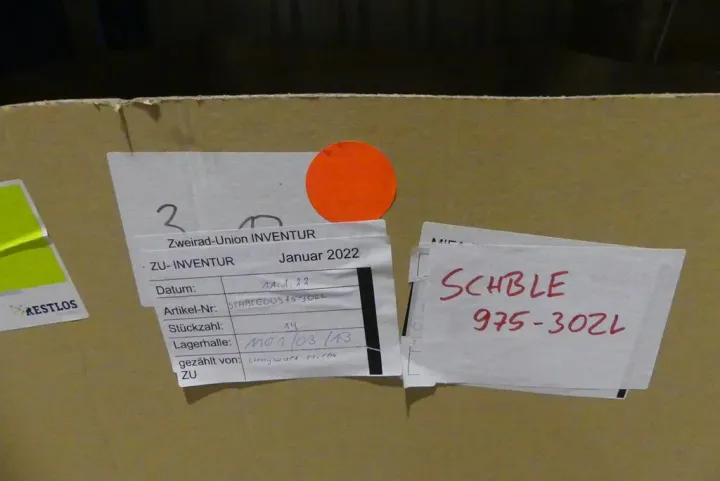 3
Zweirad-Union INVENTUR
ZU- INVENTUR Januar 2022
Datum:
Artikel-Nr:
Stückzahl: 14
Lagerhalle: M01/03/13
gezählt von:
ZU
SCHBLE
975-302L
RESTLOS